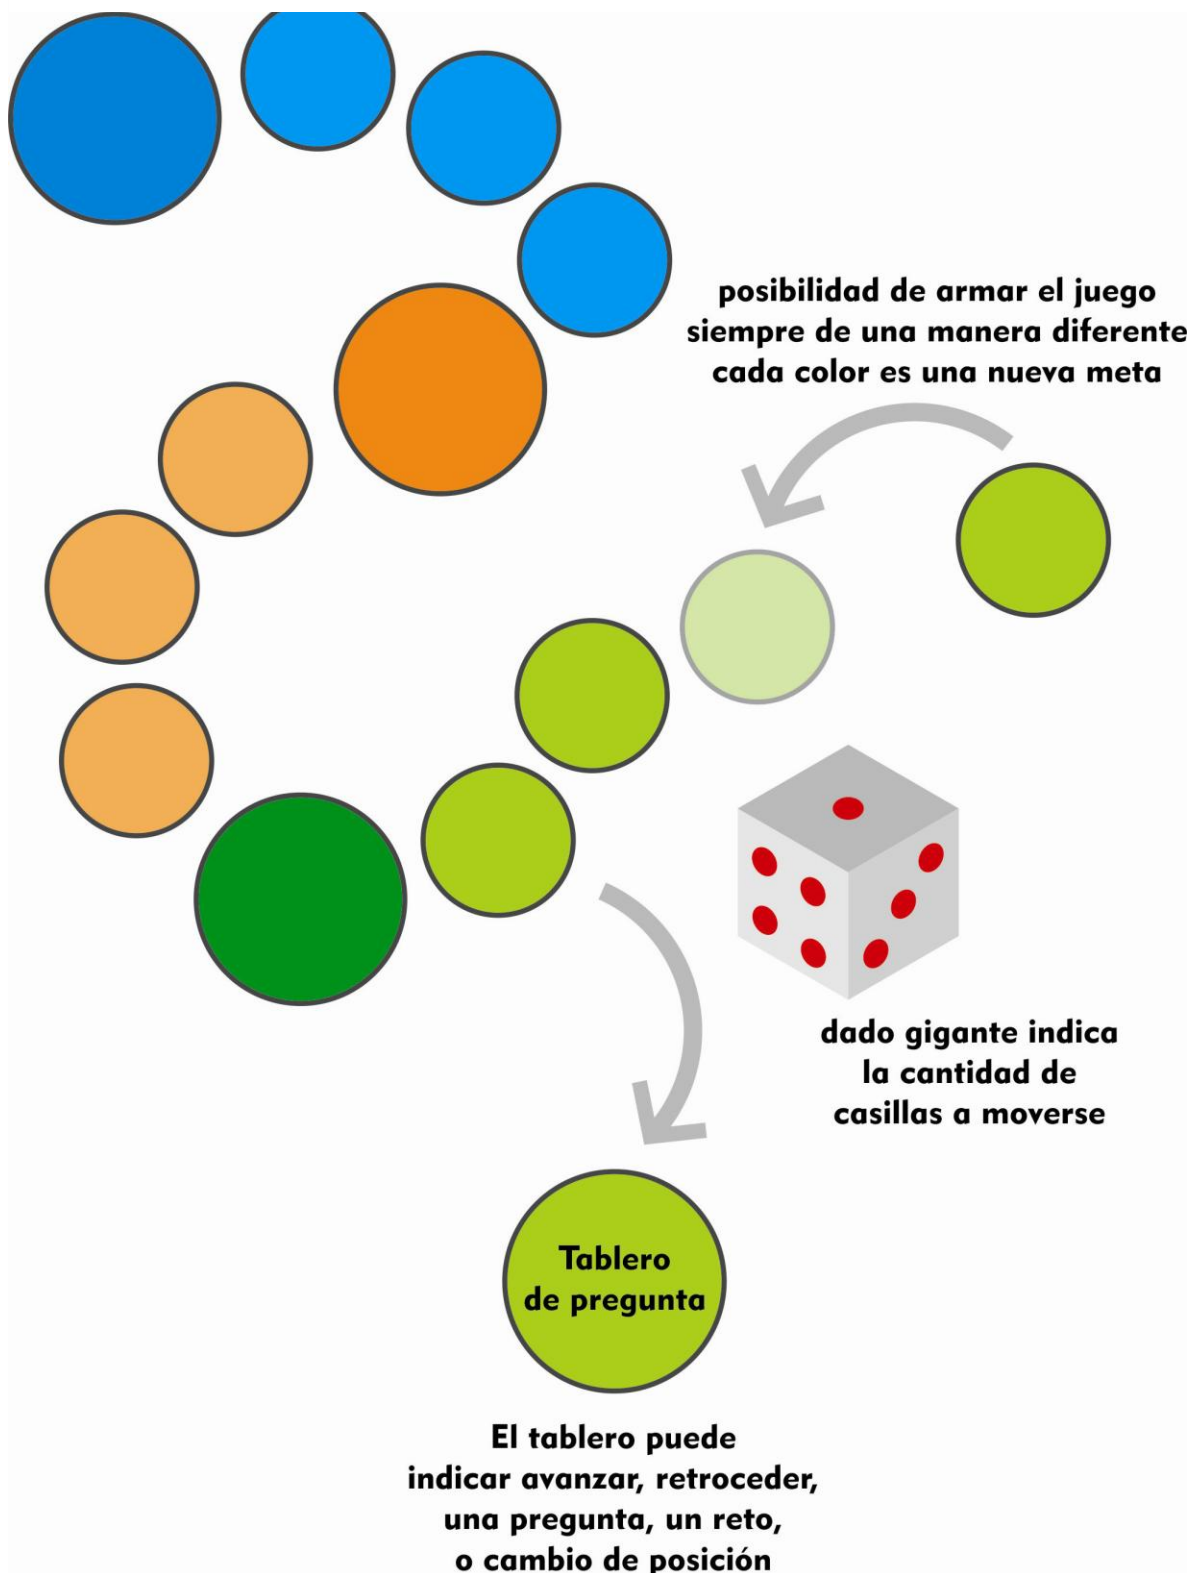 posibilidad de armar el juego
siempre de una manera diferente
cada color es una nueva meta
dado gigante indica
la cantidad de
casillas a moverse
Tablero
de pregunta
El tablero puede
indicar avanzar, retroceder,
una pregunta, un reto,
o cambio de posición